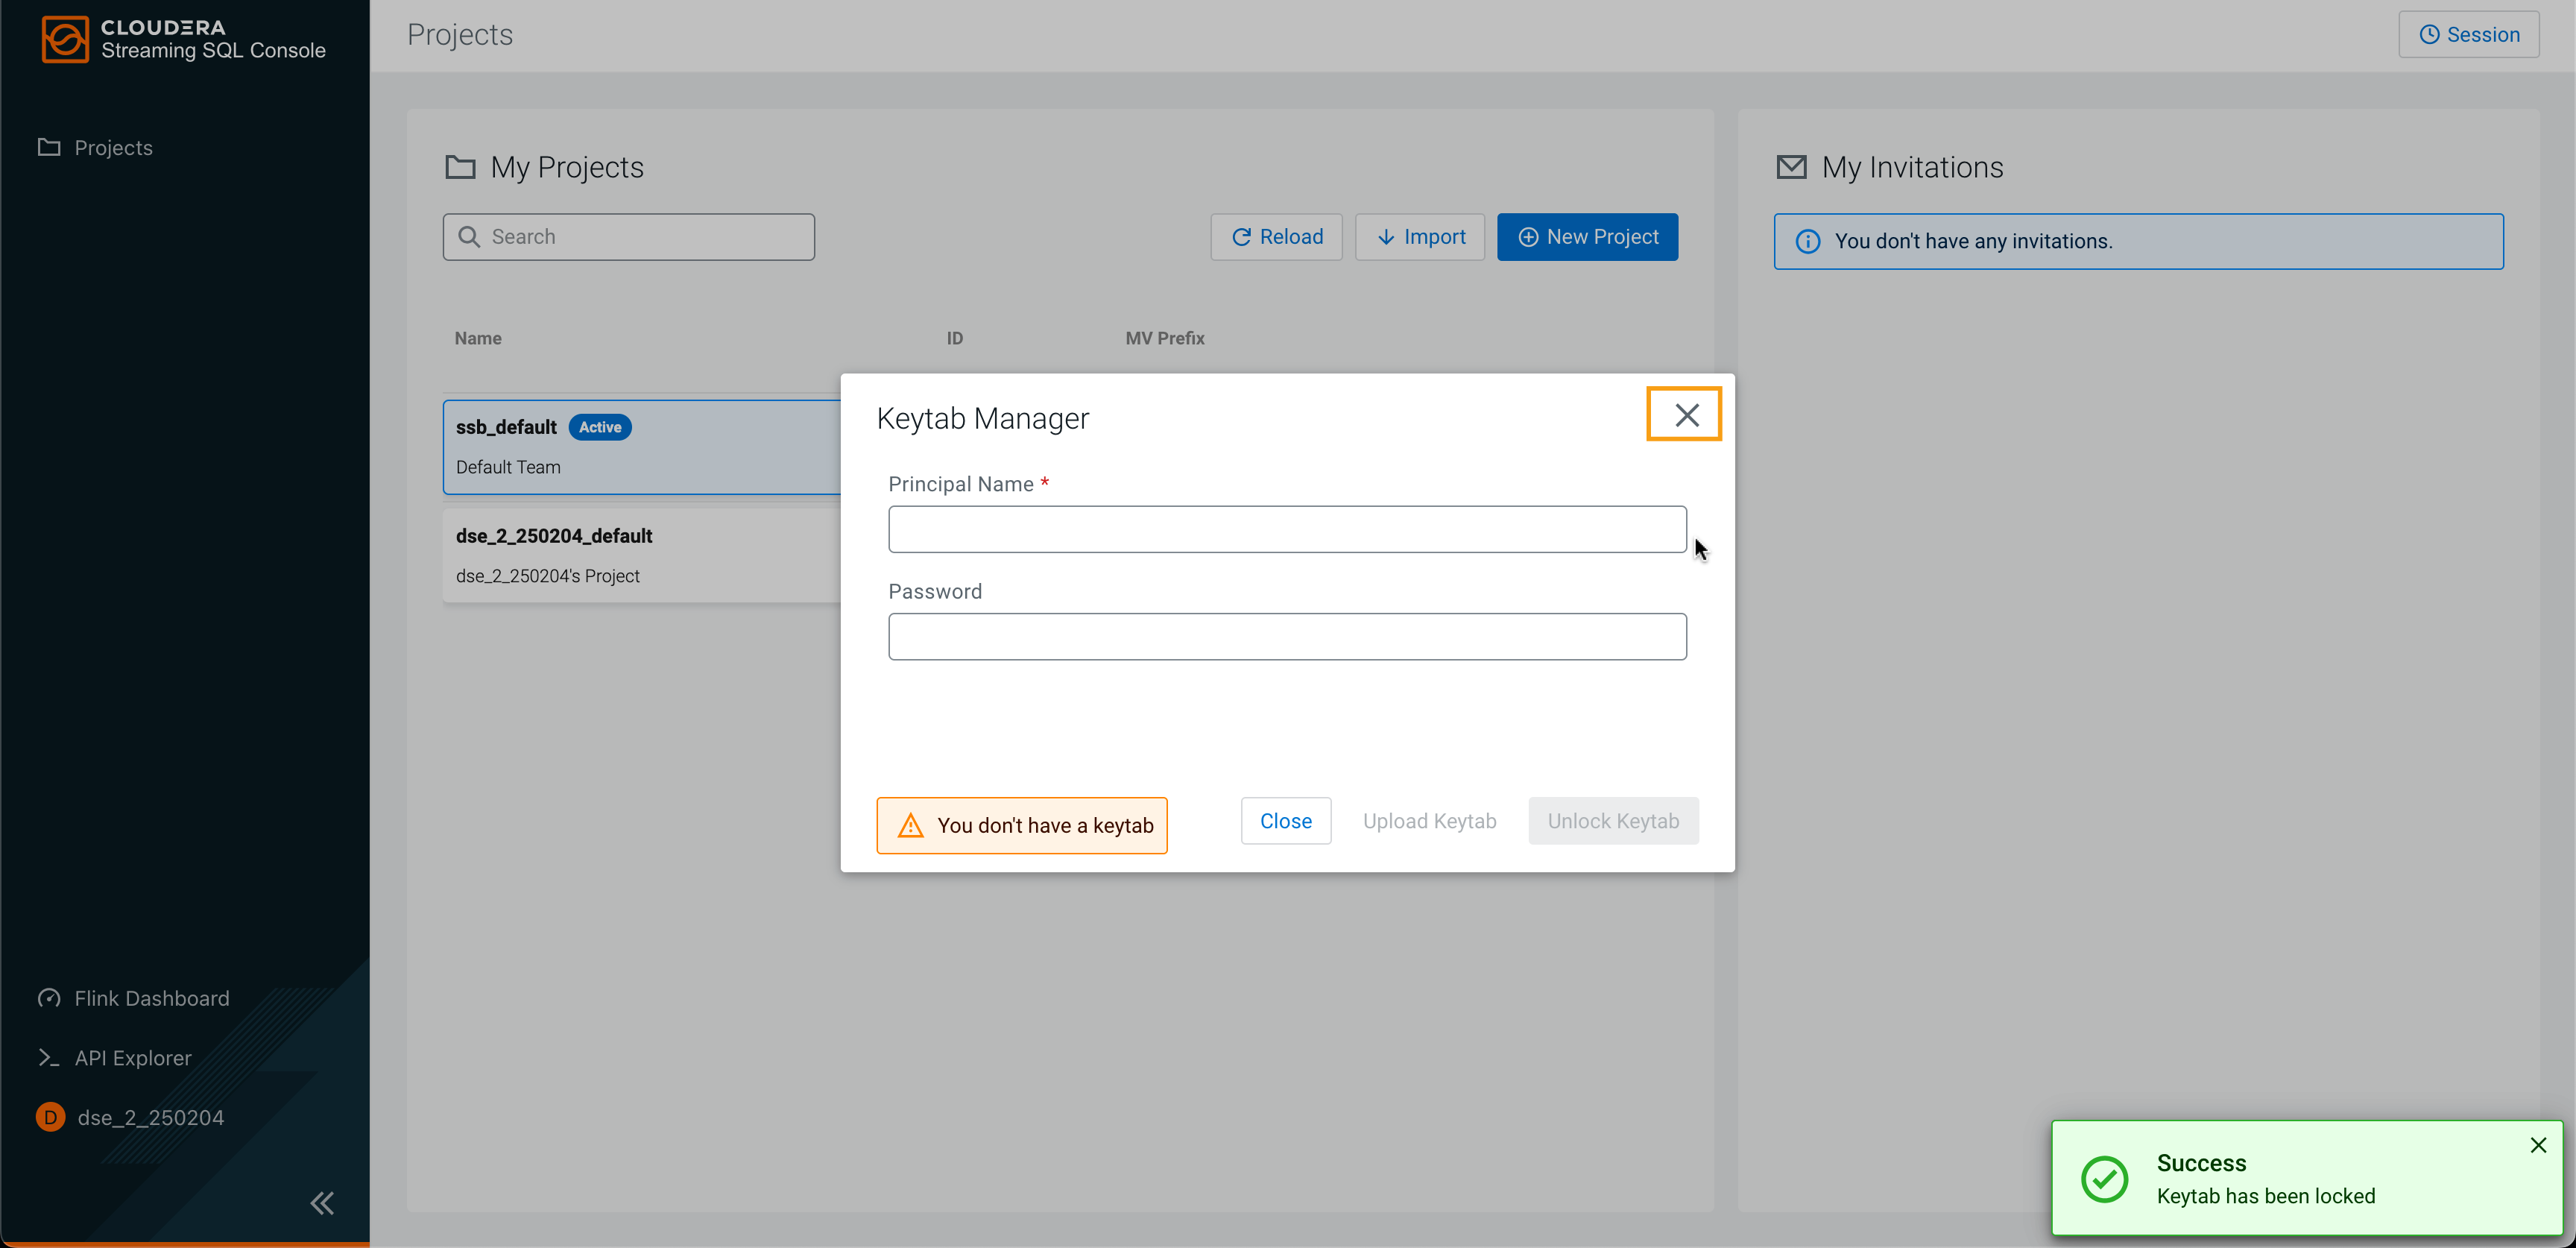 CLOUDERA
Streaming SQL Console
Projects
Flink Dashboard
API Explorer
D dse_2_250204
Projects
Session
My Projects
Search
Reload
Import
New Project
Name ID MV Prefix
ssb_default Active
Default Team
dse_2_250204_default
dse_2_250204's Project
My Invitations
You don't have any invitations.
Keytab Manager
Principal Name *
Password
You don't have a keytab
Close
Upload Keytab
Unlock Keytab
Success
Keytab has been locked